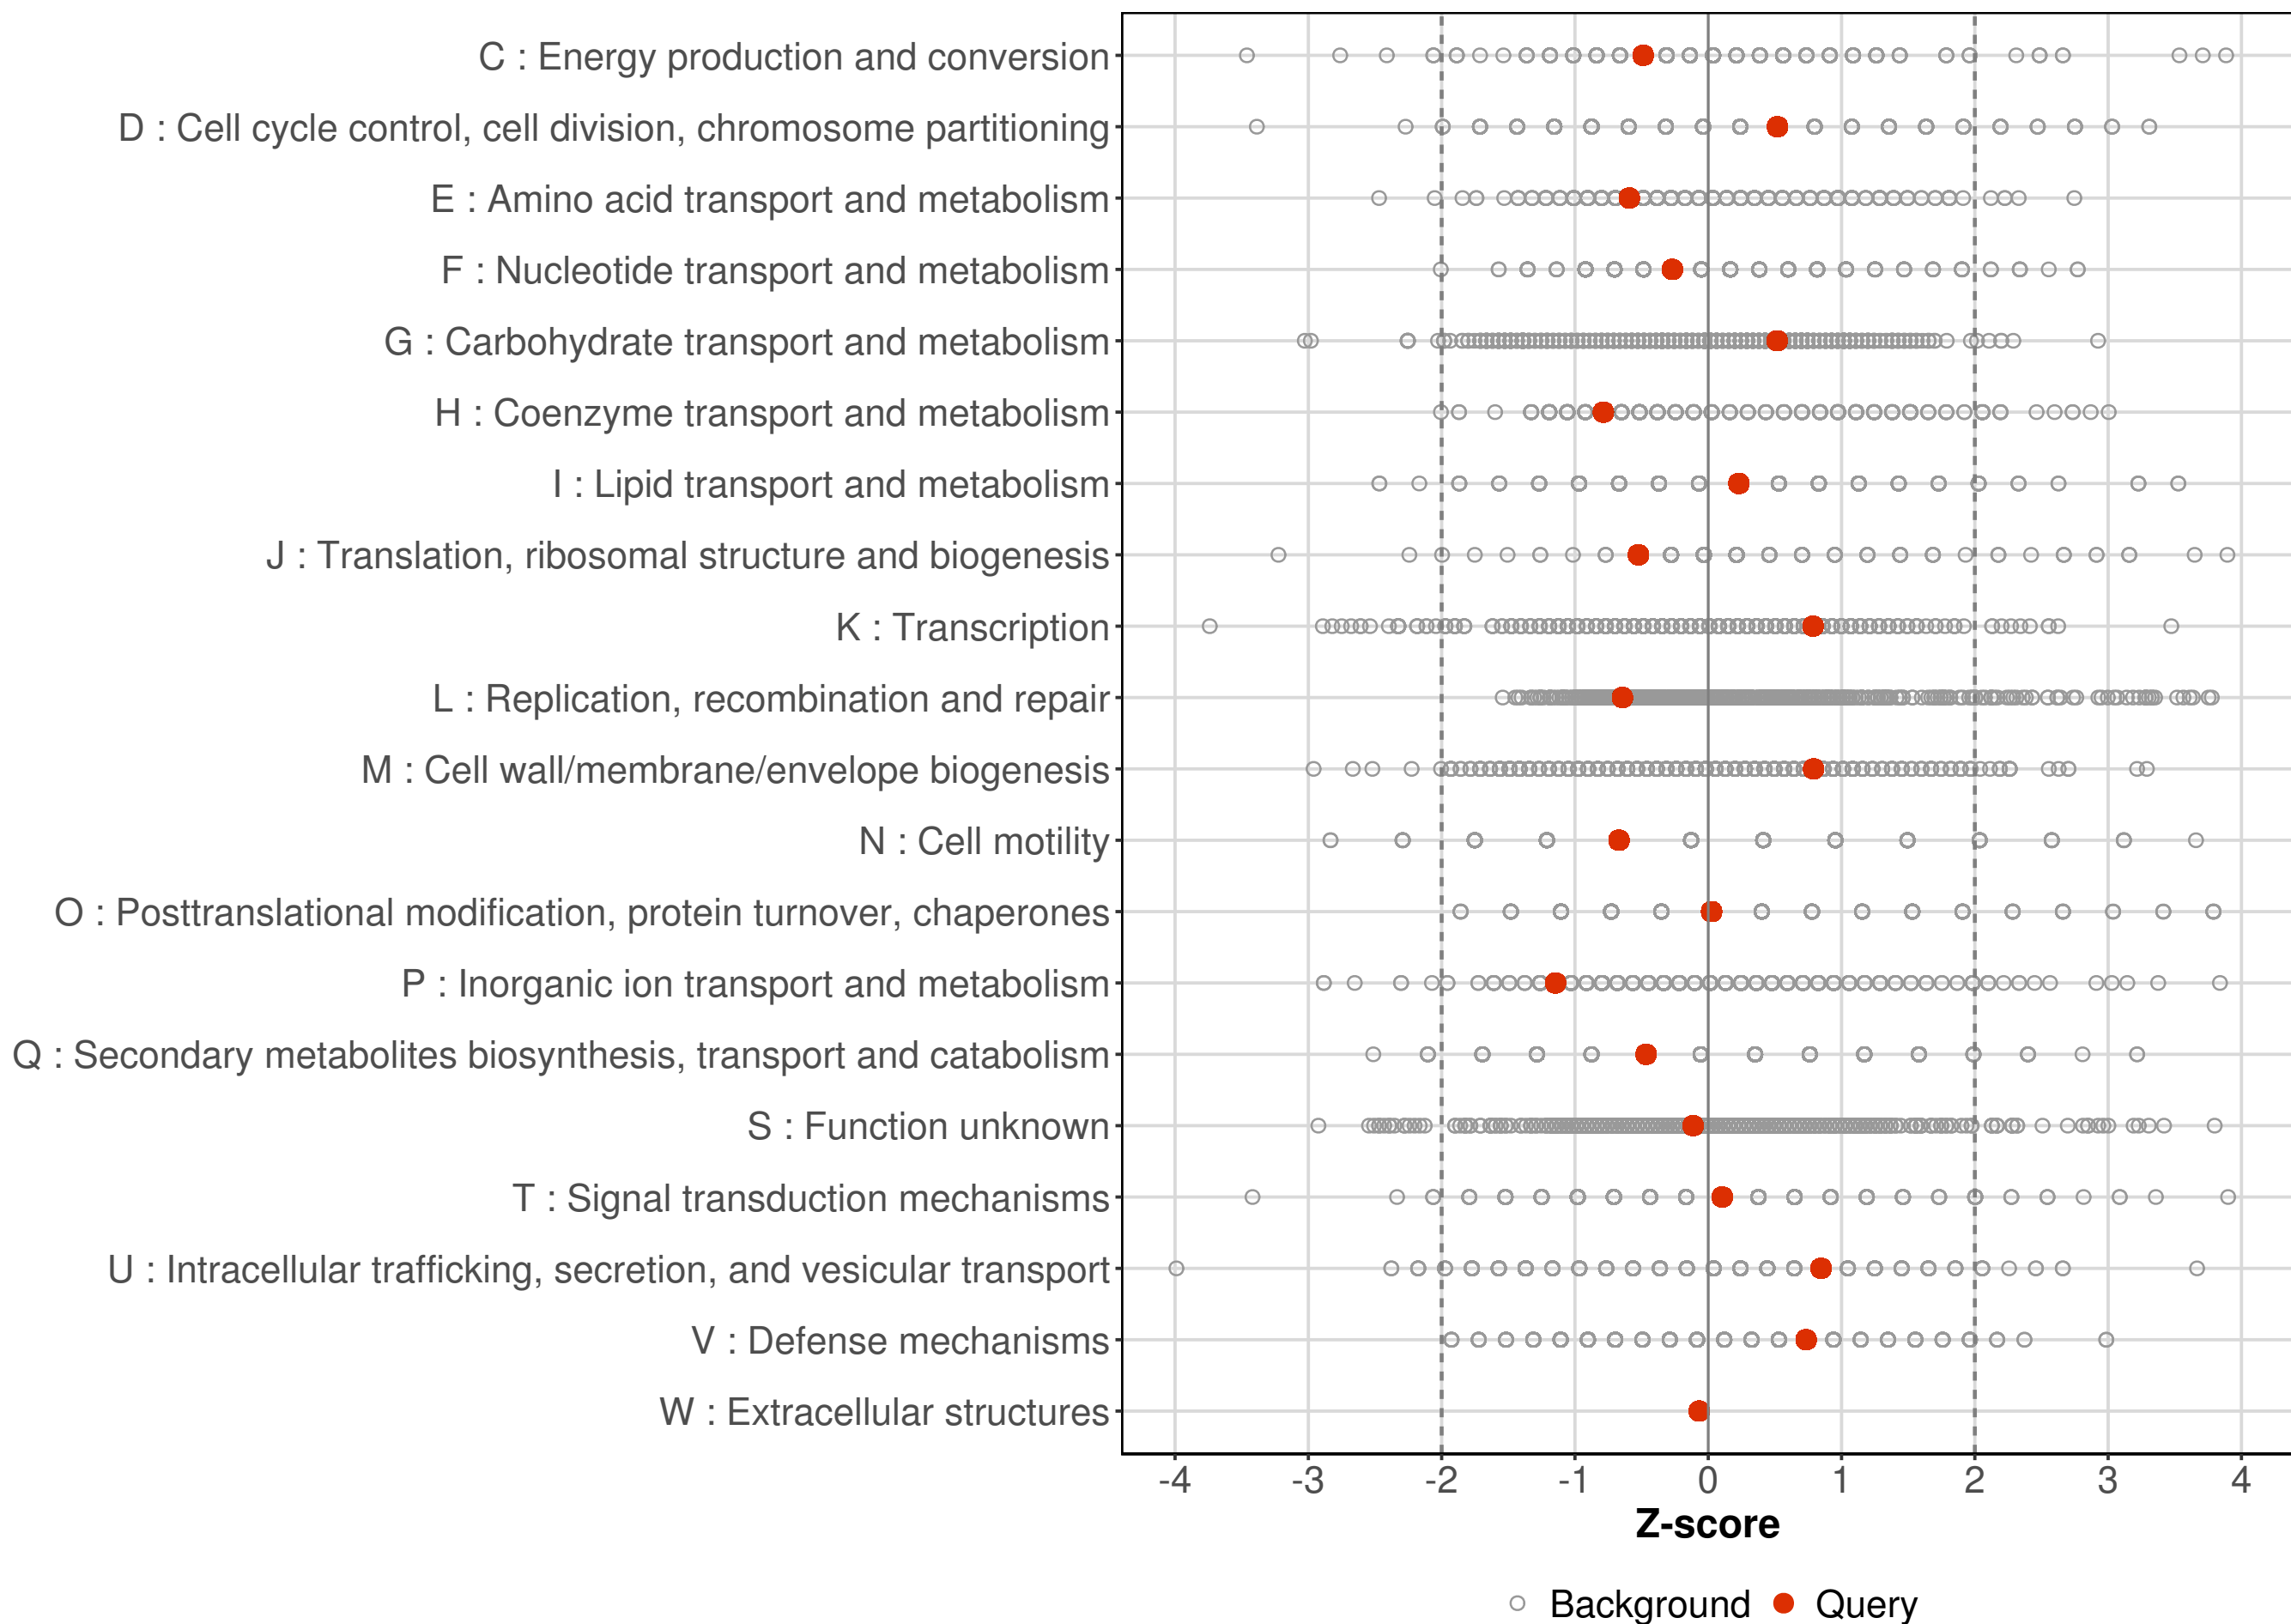 C : Energy production and conversion
D : Cell cycle control, cell division, chromosome partitioning
E : Amino acid transport and metabolism
F : Nucleotide transport and metabolism
G : Carbohydrate transport and metabolism
H : Coenzyme transport and metabolism
I : Lipid transport and metabolism
J : Translation, ribosomal structure and biogenesis
K : Transcription
L : Replication, recombination and repair
M : Cell wall/membrane/envelope biogenesis
N : Cell motility
O : Posttranslational modification, protein turnover, chaperones
P : Inorganic ion transport and metabolism
Q : Secondary metabolites biosynthesis, transport and catabolism
S : Function unknown
T : Signal transduction mechanisms
U : Intracellular trafficking, secretion, and vesicular transport
V : Defense mechanisms
W : Extracellular structures
-4 -3 -2 -1 0 1 2 3 4
Z-score
Background Query